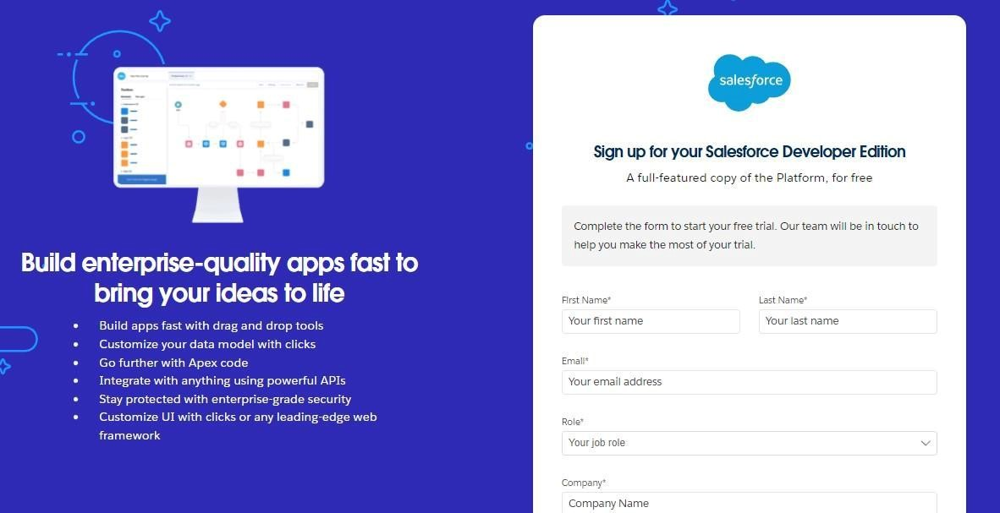 Build enterprise-quality apps fast to
bring your ideas to life
• Build apps fast with drag and drop tools
• Customize your data model with clicks
• Go further with Apex code
• Integrate with anything using powerful APIs
• Stay protected with enterprise-grade security
• Customize UI with clicks or any leading-edge web
framework
salesforce
Sign up for your Salesforce Developer Edition
A full-featured copy of the Platform, for free
Complete the form to start your free trial. Our team will be in touch to
help you make the most of your trial.
First Name* Last Name*
Your first name Your last name
Email*
Your email address
Role*
Your job role
Company*
Company Name